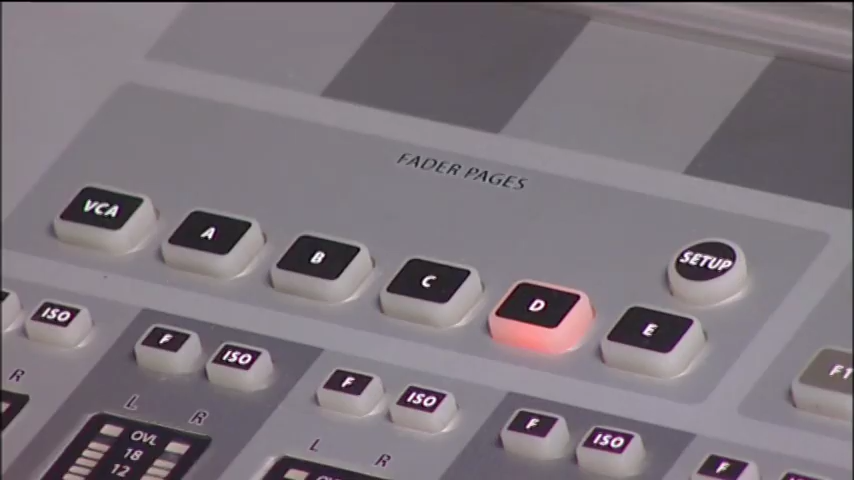 FADER PAGES
VCA
A
B
C
D
E
SETUP
F1
ISO
F
ISO
F
ISO
F
ISO
F
R
L
R
L
R
OVL
18
12